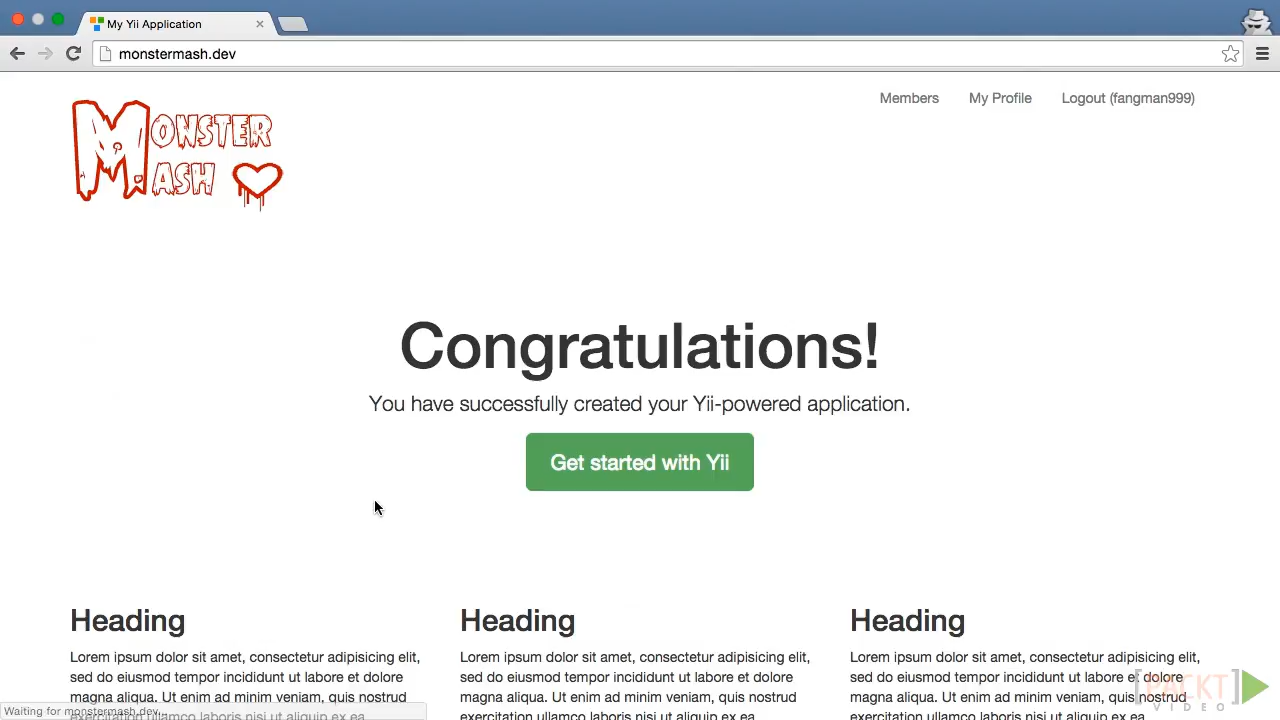 My Yii Application
monstermash.dev
Members My Profile Logout (fangman999)
MONSTER
MASH
Congratulations!
You have successfully created your Yii-powered application.
Get started with Yii
Heading
Lorem ipsum dolor sit amet, consectetur adipisicing elit,
sed do eiusmod tempor incididunt ut labore et dolore
magna aliqua. Ut enim ad minim veniam, quis nostrud
exercitation ullamco laboris nisi ut aliquip ex ea
Heading
Lorem ipsum dolor sit amet, consectetur adipisicing elit,
sed do eiusmod tempor incididunt ut labore et dolore
magna aliqua. Ut enim ad minim veniam, quis nostrud
exercitation ullamco laboris nisi ut aliquip ex ea
Heading
Lorem ipsum dolor sit amet, consectetur adipisicing elit,
sed do eiusmod tempor incididunt ut labore et dolore
magna aliqua. Ut enim ad minim veniam, quis nostrud
exercitation ullamco laboris nisi ut aliquip ex ea
Waiting for monstermash.dev...
[PACKT]
VIDEO